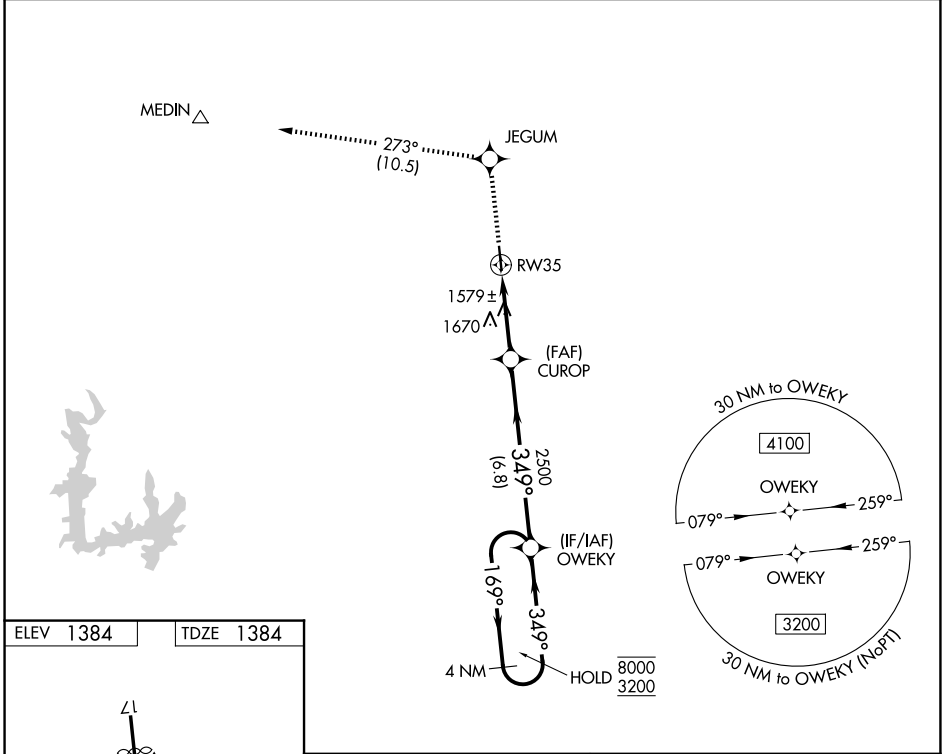 MEDIN
JEGUM
273°
(10.5)
RW35
1579 ±
1670
(FAF)
CUROP
30 NM to OWEKY
4100
OWEKY
079°
259°
2500
349°
(6.8)
(IF/IAF)
OWEKY
079°
259°
OWEKY
3200
30 NM to OWEKY (NoPT)
169°
349°
4 NM
HOLD
8000
3200
ELEV 1384
TDZE 1384
17